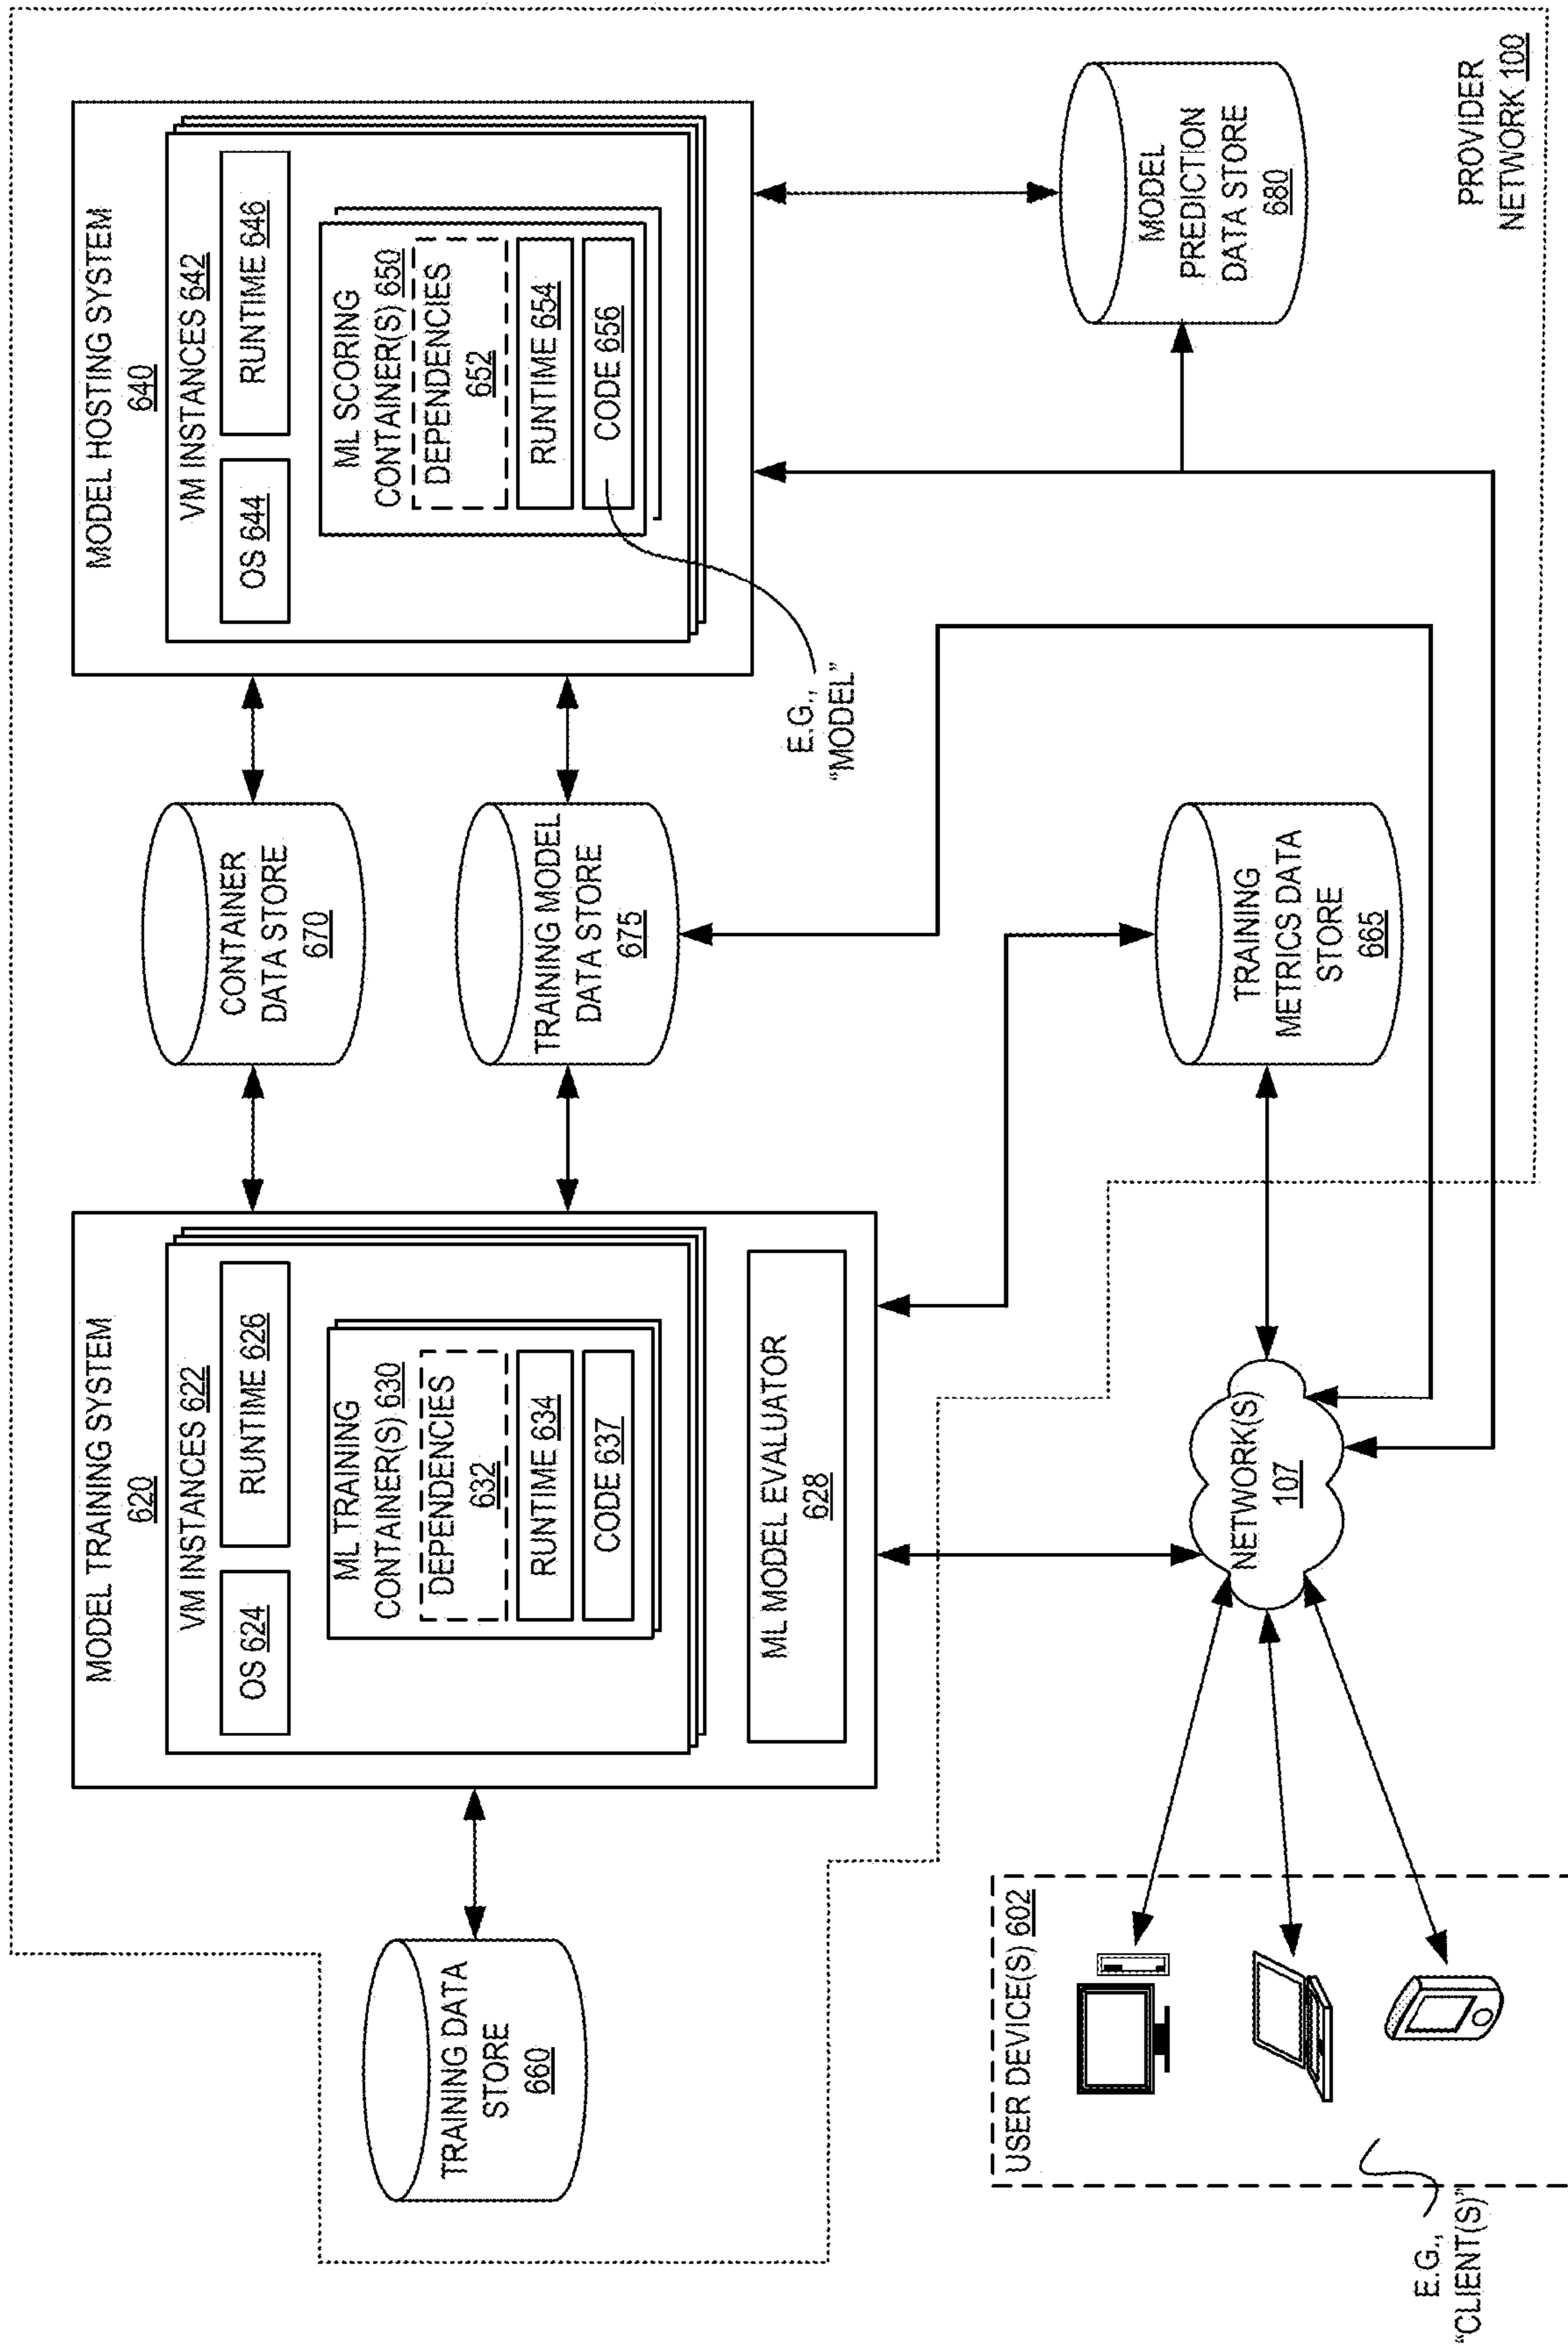 MODEL TRAINING SYSTEM
620
VM INSTANCES 622
OS 624
RUNTIME 626
ML TRAINING
CONTAINER(S) 630
DEPENDENCIES
632
RUNTIME 634
CODE 637
ML MODEL EVALUATOR
628
TRAINING DATA
STORE
660
CONTAINER
DATA STORE
670
TRAINING MODEL
DATA STORE
675
MODEL HOSTING SYSTEM
640
VM INSTANCES 642
OS 644
RUNTIME 646
ML SCORING
CONTAINER(S) 650
DEPENDENCIES
652
RUNTIME 654
CODE 656
E.G.,
“MODEL”
TRAINING
METRICS DATA
STORE
665
MODEL
PREDICTION
DATA STORE
680
USER DEVICE(S) 602
E.G.,
“CLIENT(S)”
NETWORK(S)
107
PROVIDER
NETWORK 100